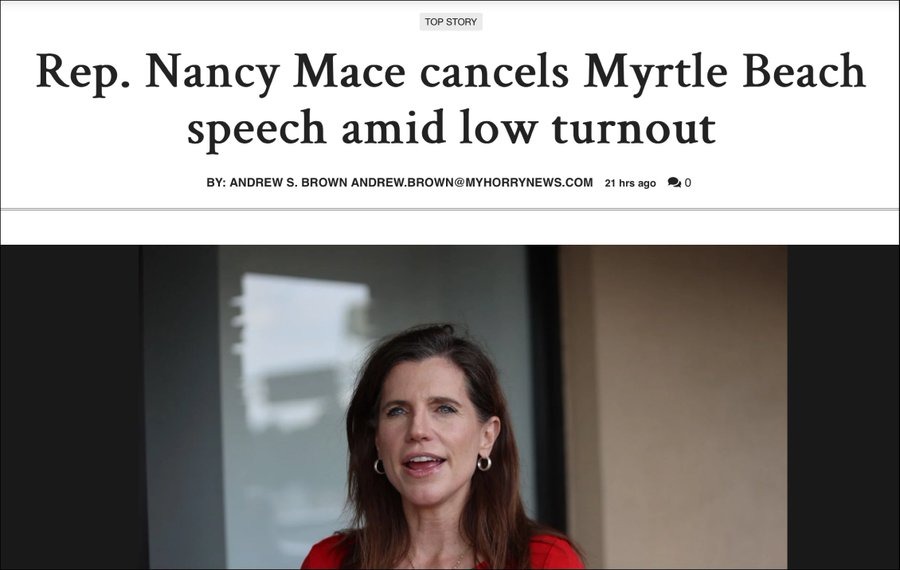 TOP STORY
Rep. Nancy Mace cancels Myrtle Beach
speech amid low turnout
BY: ANDREW S. BROWN ANDREW.BROWN@MYHORRYNEWS.COM 21 hrs ago 0